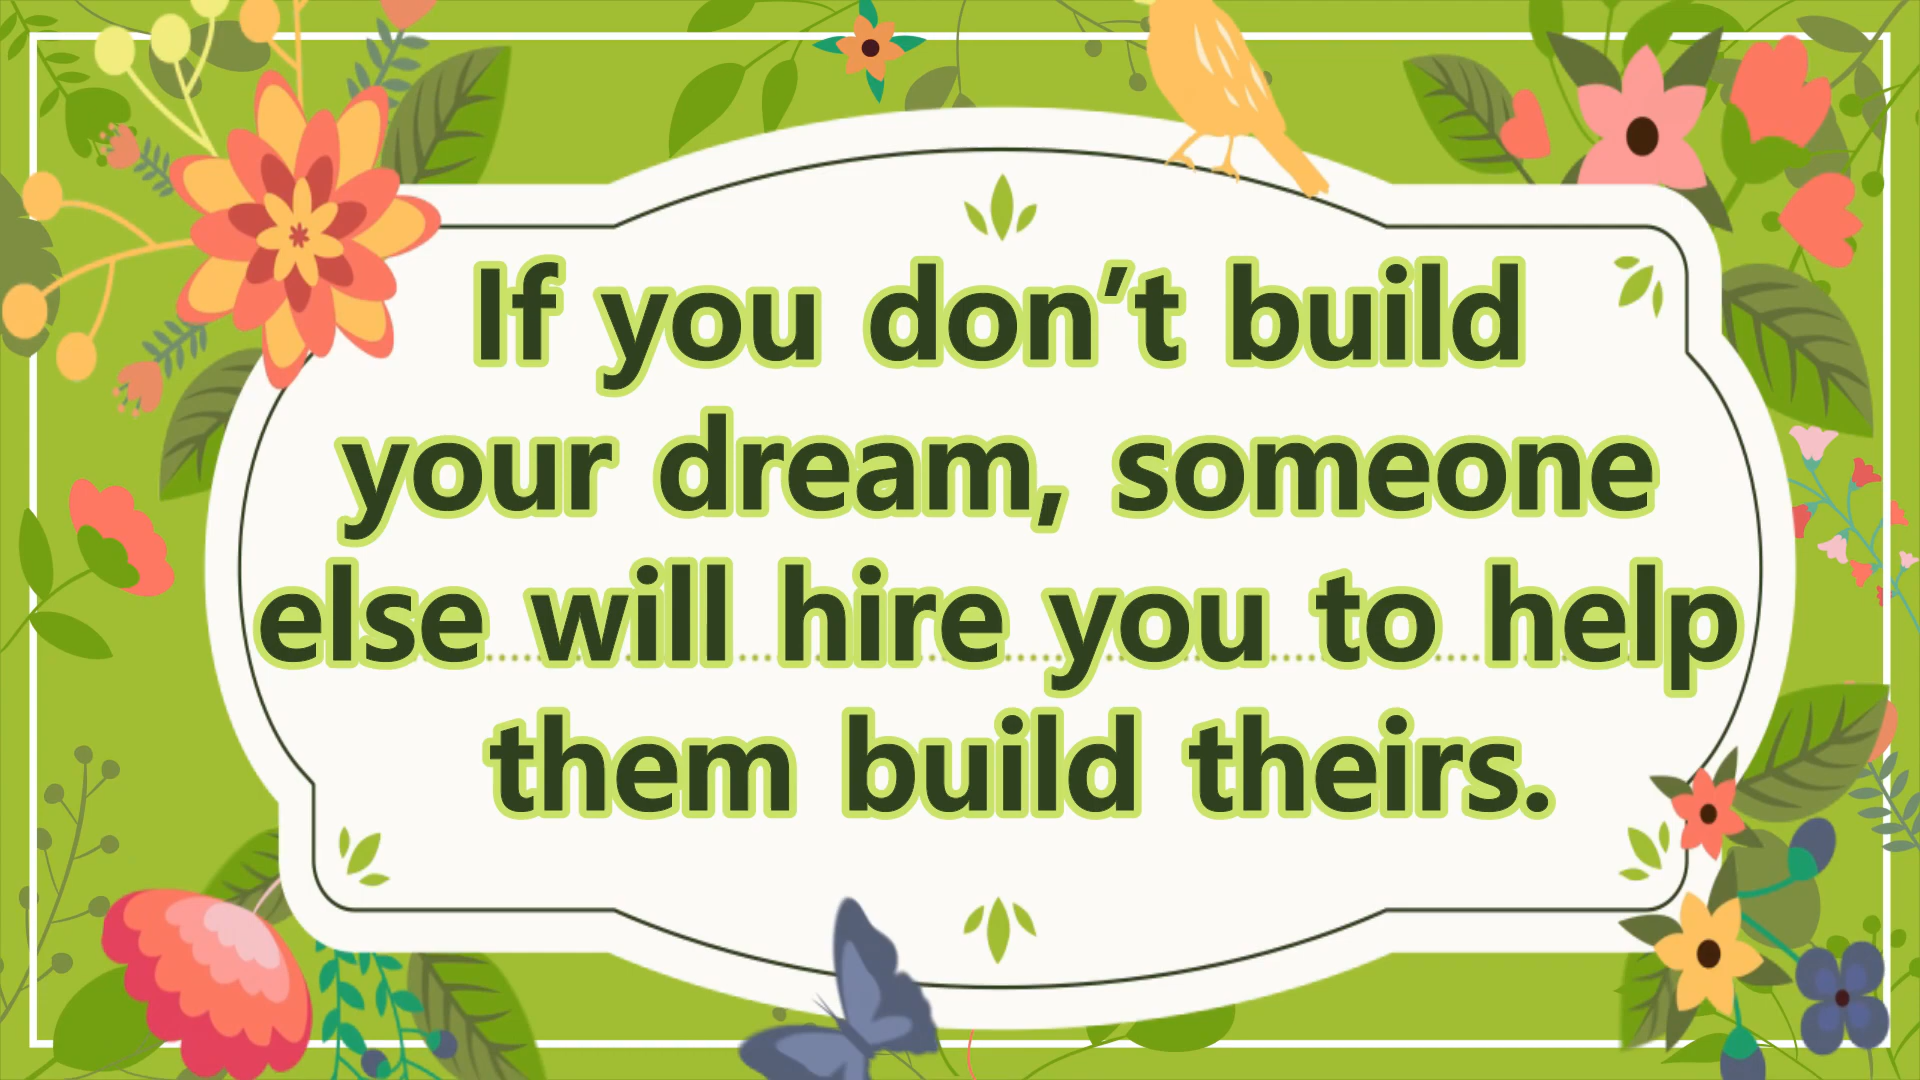 If you don’t build
your dream, someone
else will hire you to help
them build theirs.